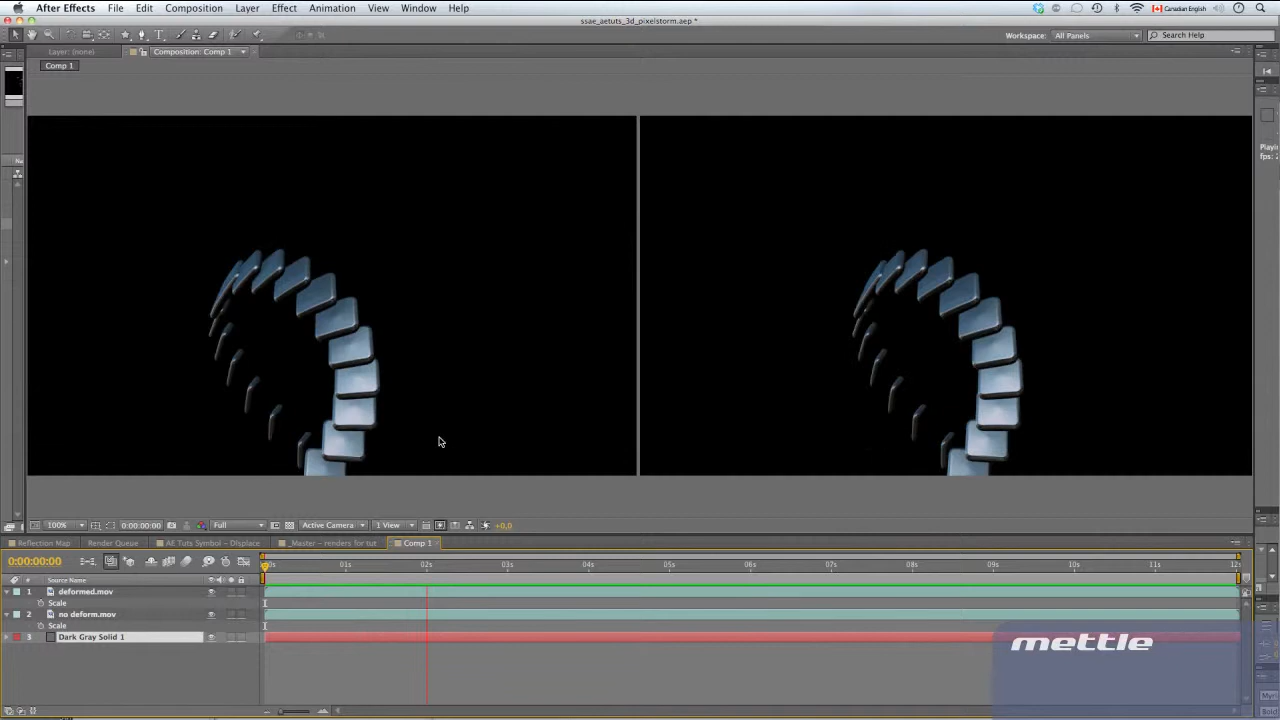 After Effects File Edit Composition Layer Effect Animation View Window Help Canadian English
ssae_aetuts_3d_pixelstorm.aep *
Workspace: All Panels Search Help
Layer: (none) Composition: Comp 1
Comp 1
fps:
100% 0:00:00:00 Full Active Camera 1 View +0,0
Reflection Map Render Queue AE Tuts Symbol - Displace _Master - renders for tut Comp 1
0:00:00:00
01s 02s 03s 04s 05s 06s 07s 08s 09s 10s 11s 12s
# Source Name
1 deformed.mov
Scale
2 no deform.mov
Scale
3 Dark Gray Solid 1
mettle